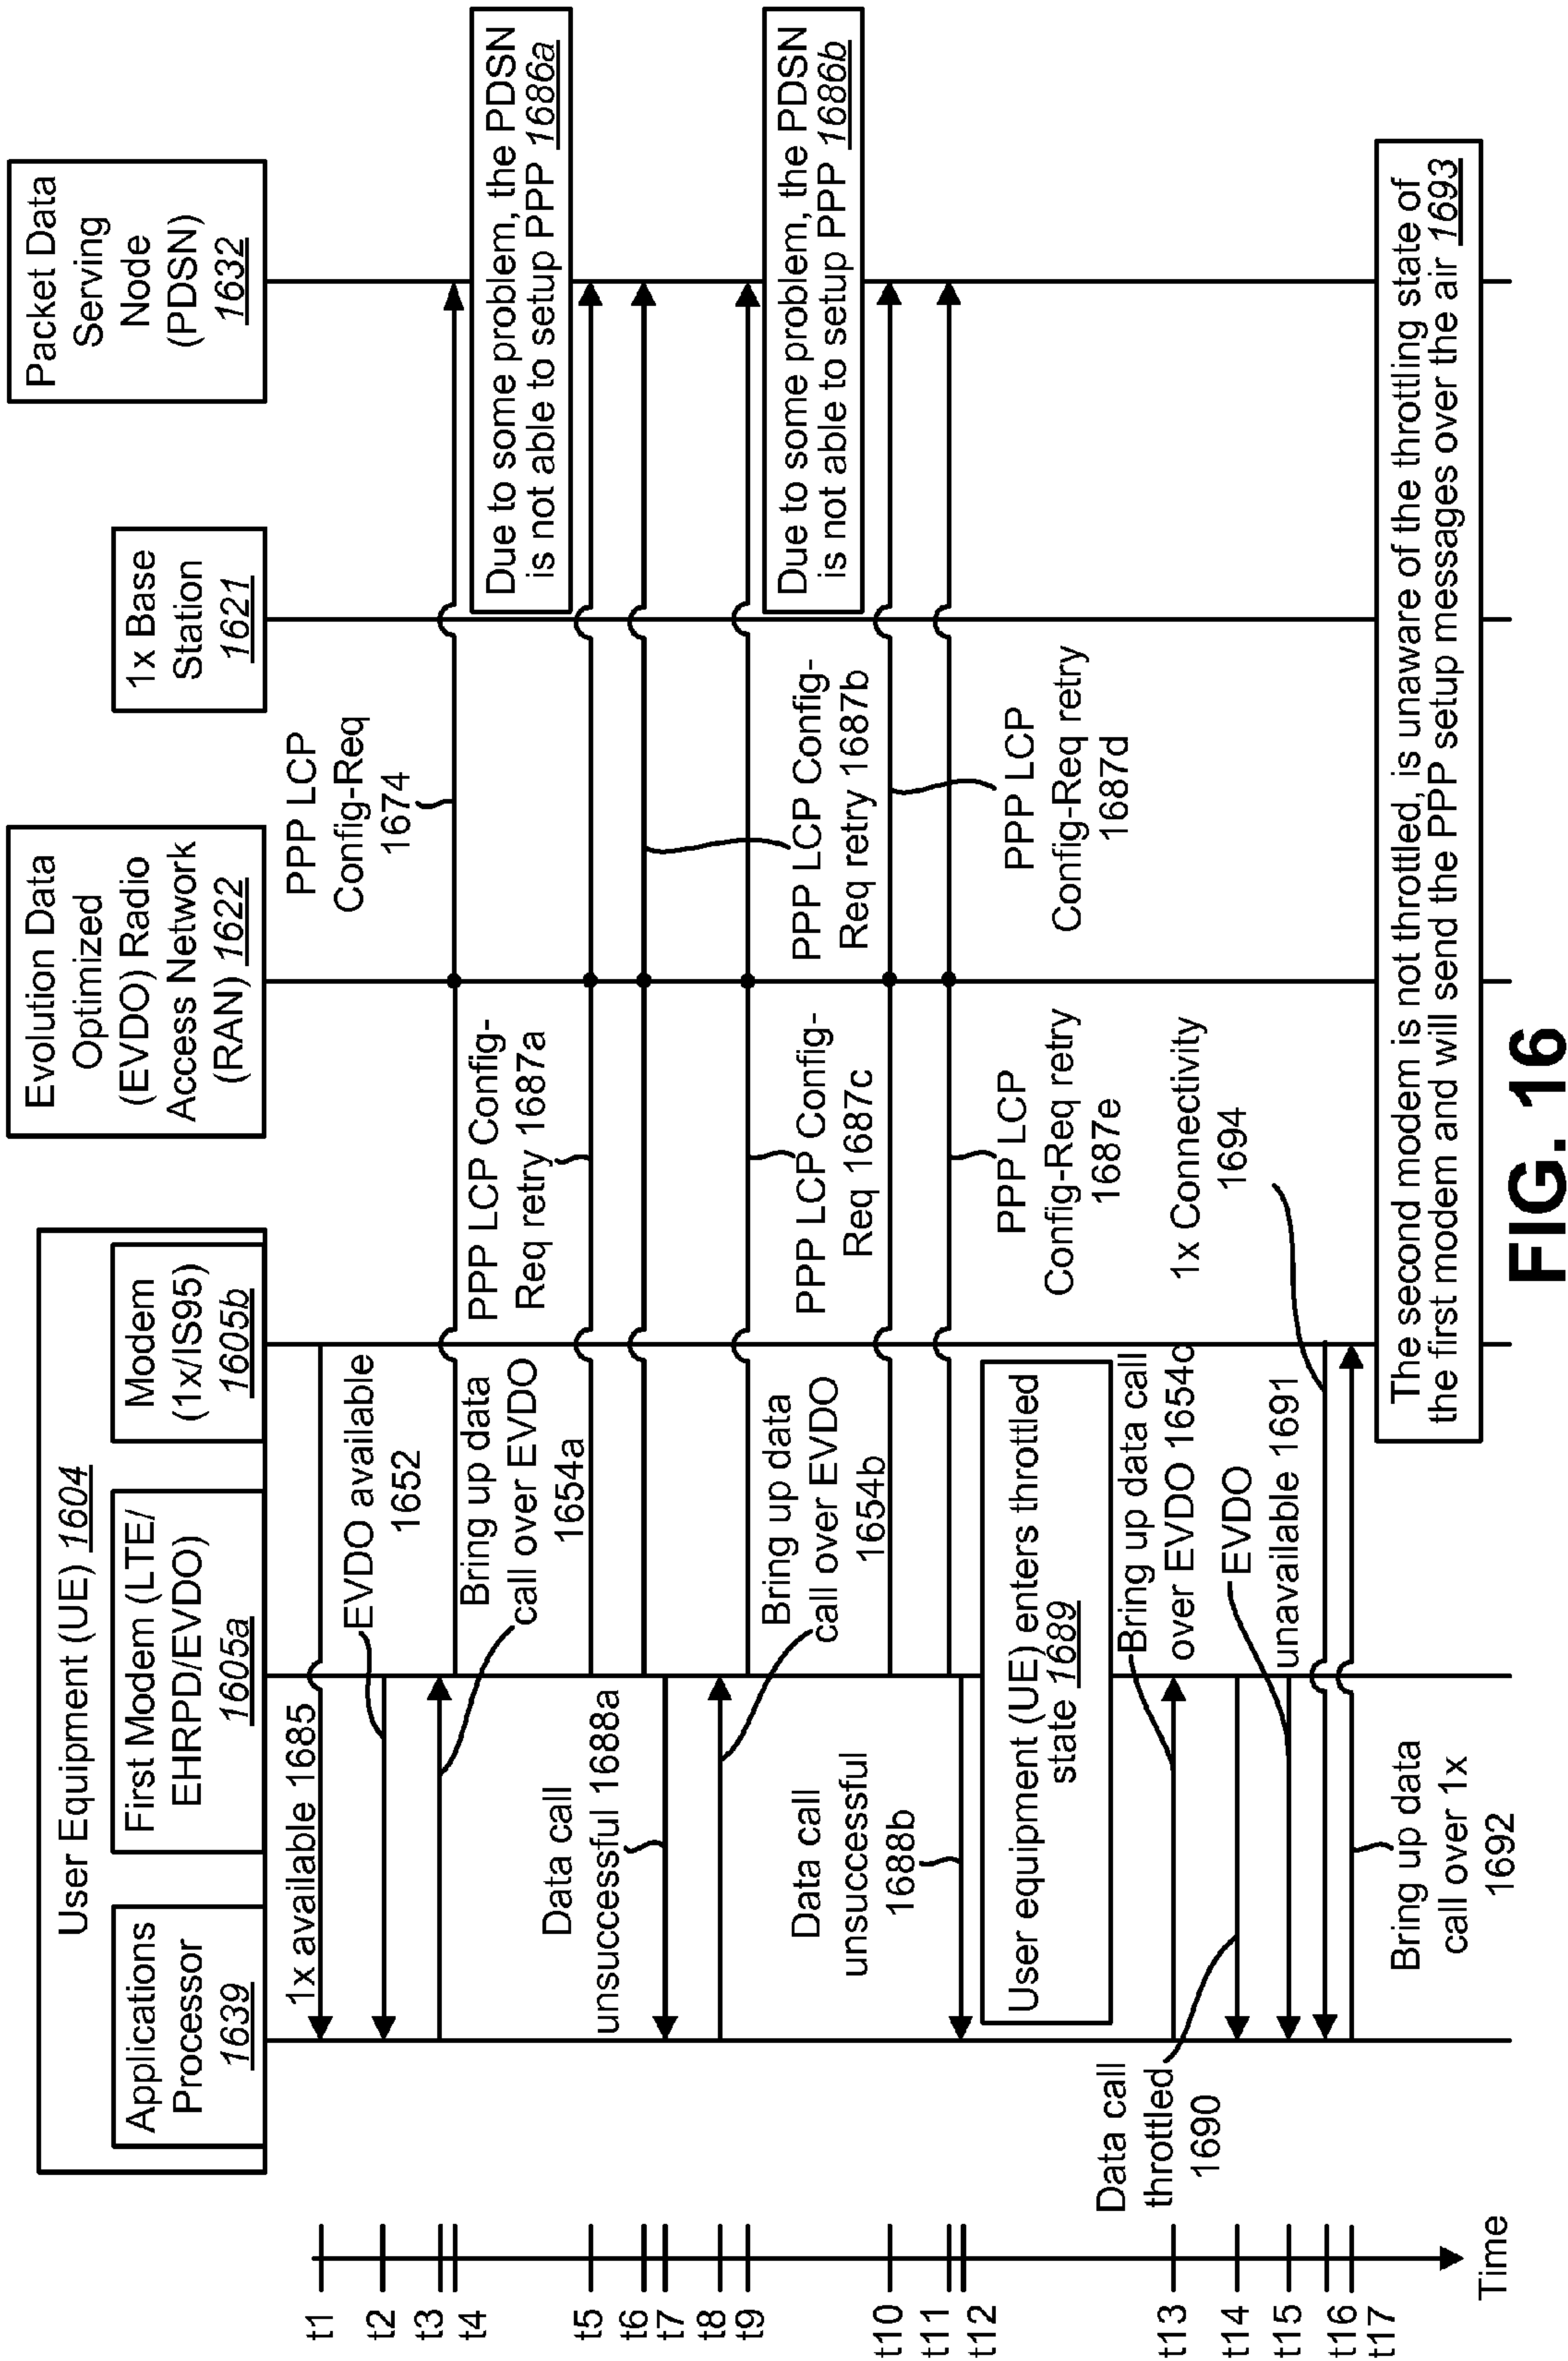 User Equipment (UE) 1604
Applications
Processor
1639
First Modem (LTE/
EHRPD/EVDO)
1605a
Modem
(1x/IS95)
1605b
Evolution Data
Optimized
(EVDO) Radio
Access Network
(RAN) 1622
1x Base
Station
1621
Packet Data
Serving
Node
(PDSN)
1632
t1
t2
t3
t4
t5
t6
t7
t8
t9
t10
t11
t12
t13
t14
t15
t16
t17
Time
1x available 1685
EVDO available
1652
Bring up data
call over EVDO
1654a
PPP LCP
Config-Req
1674
Due to some problem, the PDSN
is not able to setup PPP 1686a
PPP LCP Config-
Req retry 1687a
PPP LCP Config-
Req retry 1687b
Data call
unsuccessful 1688a
Bring up data
call over EVDO
1654b
PPP LCP Config-
Req 1687c
Due to some problem, the PDSN
is not able to setup PPP 1686b
PPP LCP
Config-Req retry
1687d
PPP LCP
Config-Req retry
1687e
Data call
unsuccessful
1688b
User equipment (UE) enters throttled
state 1689
Bring up data call
over EVDO 1654c
Data call
throttled
1690
EVDO
unavailable 1691
1x Connectivity
1694
Bring up data
call over 1x
1692
The second modem is not throttled, is unaware of the throttling state of
the first modem and will send the PPP setup messages over the air 1693
FIG. 16